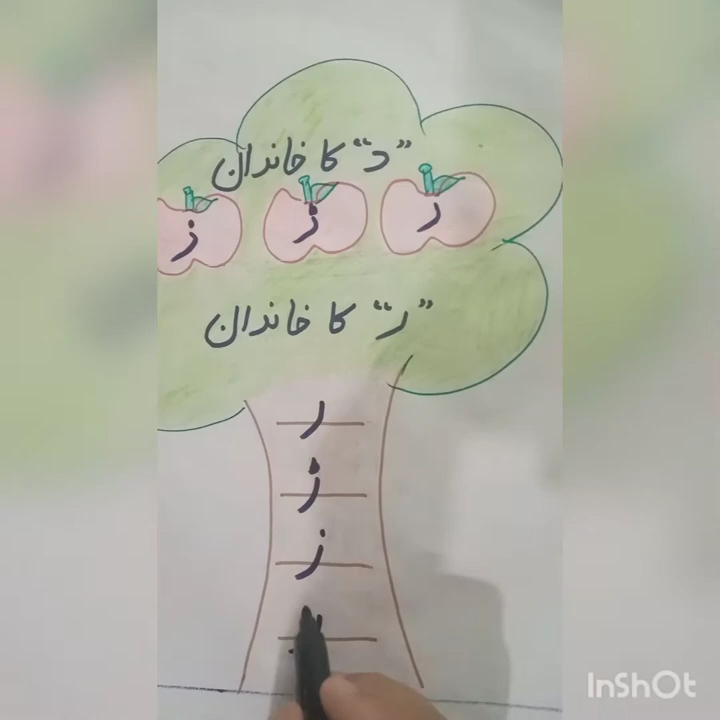 ”د“ کا خاندان
ر ڑ ز
”ر“ کا خاندان
ر
ڑ
ز
InShOt